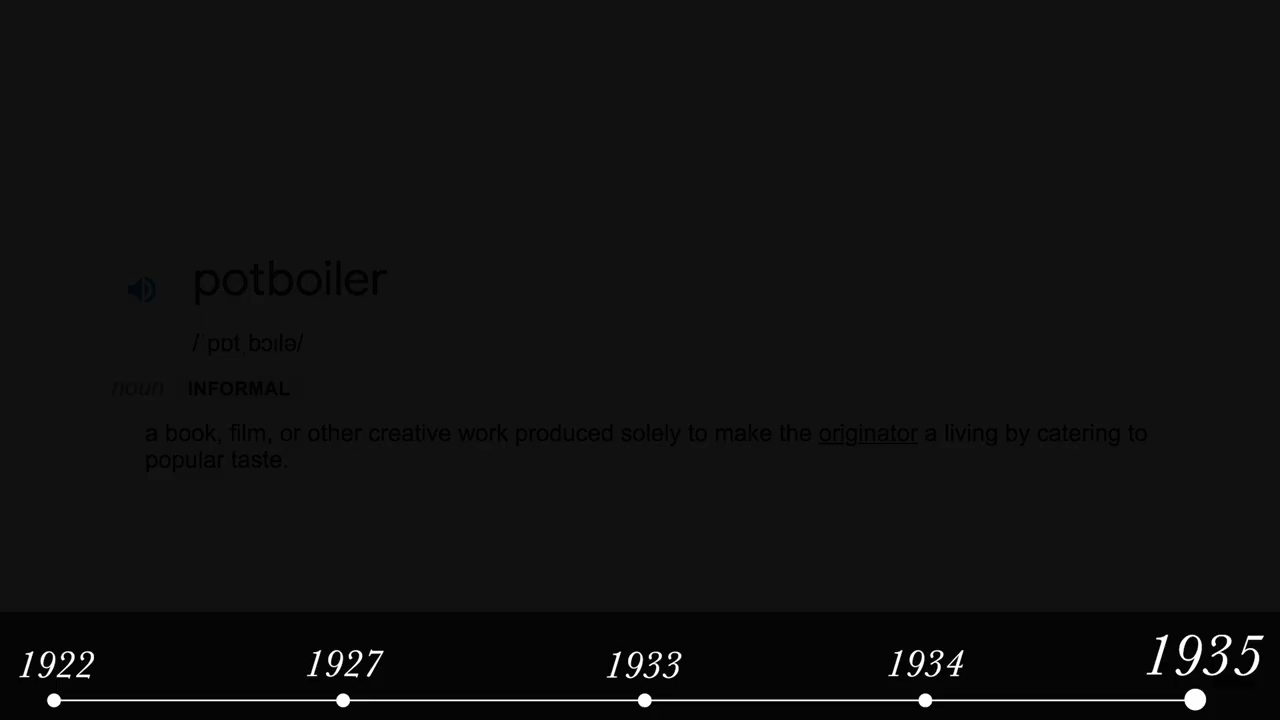 potboiler
/ˈpɒtˌbɔɪlə/
noun INFORMAL
a book, film, or other creative work produced solely to make the originator a living by catering to
popular taste.
1922 1927 1933 1934 1935